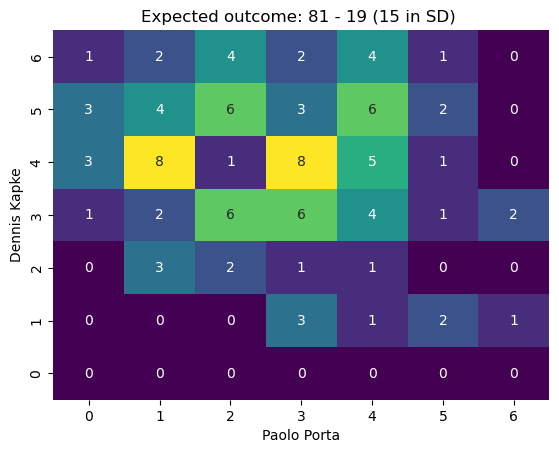 Expected outcome: 81 - 19 (15 in SD)
Dennis Kapke
6 1 2 4 2 4 1 0
5 3 4 6 3 6 2 0
4 3 8 1 8 5 1 0
3 1 2 6 6 4 1 2
2 0 3 2 1 1 0 0
1 0 0 0 3 1 2 1
0 0 0 0 0 0 0 0
0 1 2 3 4 5 6
Paolo Porta